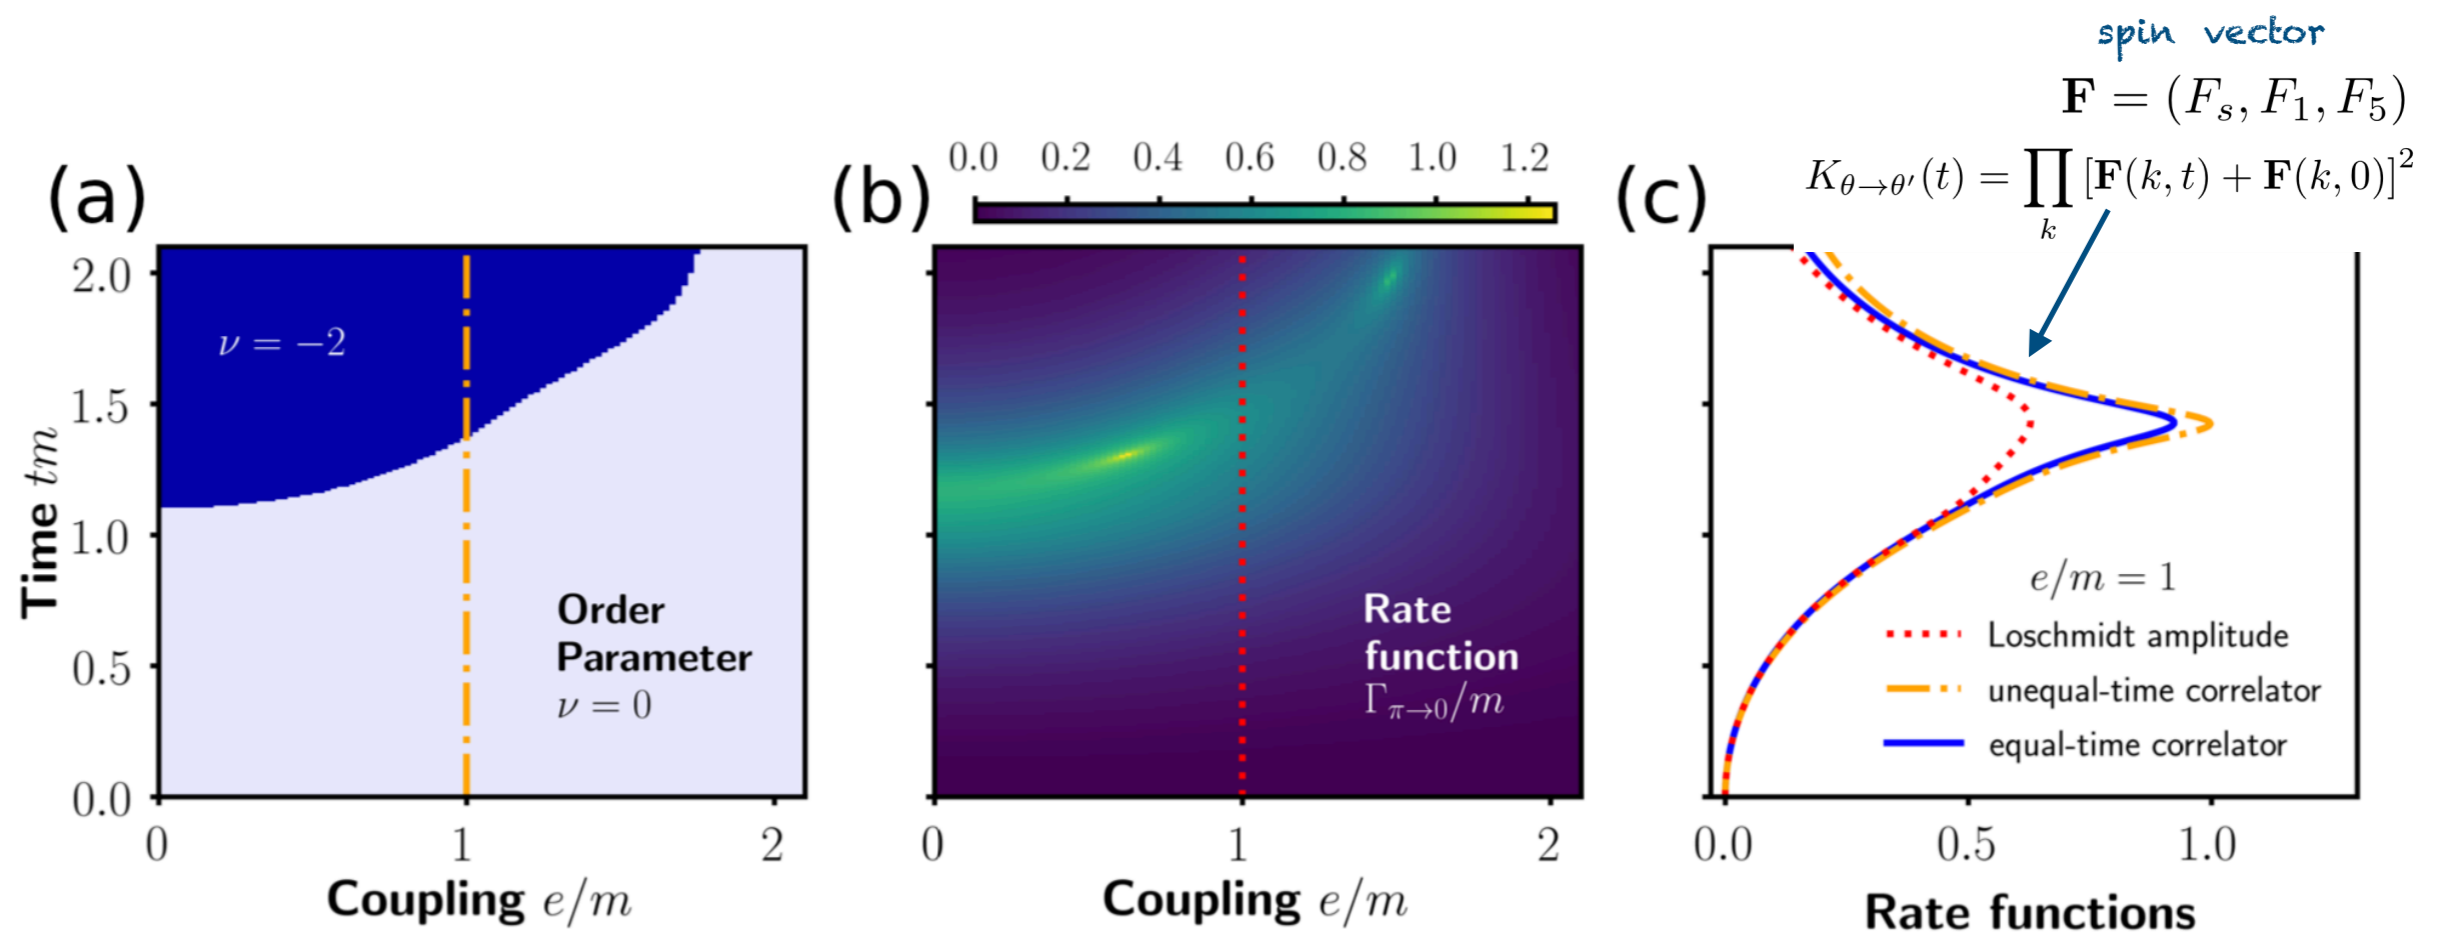 spin vector
F = (F_s, F_1, F_5)
K_{θ→θ'}(t) = ∏_k [F(k, t) + F(k, 0)]^2
(a)
(b)
(c)
0.0 0.2 0.4 0.6 0.8 1.0 1.2
2.0
1.5
1.0
0.5
0.0
Time tm
ν = −2
Order
Parameter
ν = 0
0 1 2
Coupling e/m
Rate
function
Γ_{π→0}/m
0 1 2
Coupling e/m
e/m = 1
Loschmidt amplitude
unequal-time correlator
equal-time correlator
0.0 0.5 1.0
Rate functions